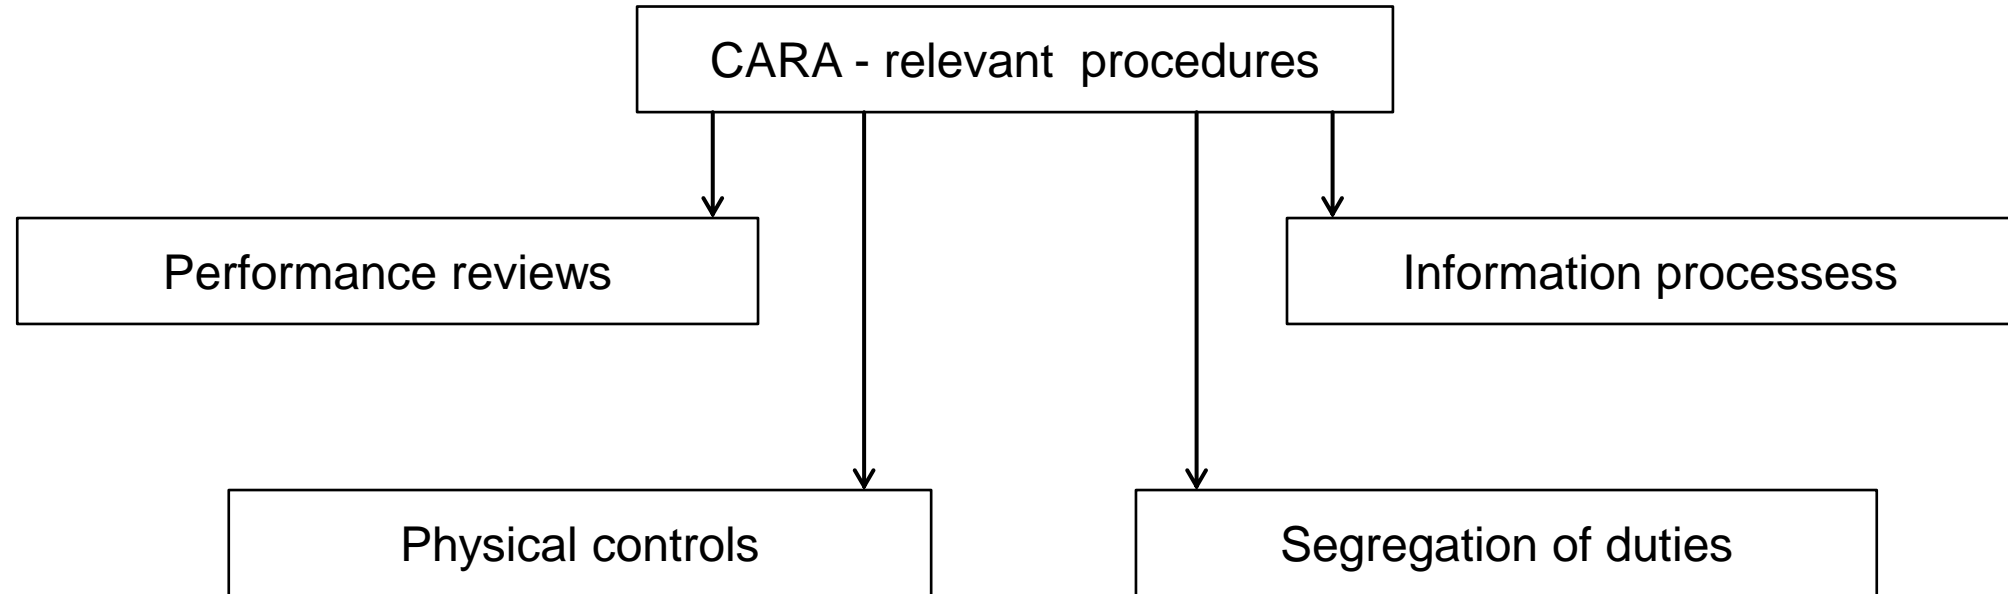 CARA - relevant  procedures
Performance reviews
Information processess
Physical controls
Segregation of duties